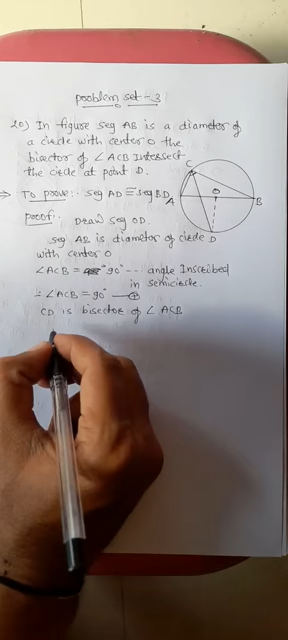 problem set-3
20) In figure seg AB is a diameter of
a circle with center O the
bisector of ∠ACB Intersect
the circle at point D.
⇒ To prove:- seg AD ≅ seg BD.
Proof: Draw seg OD.
seg AB is diameter of circle
with center O
∠ACB = 90° --- angle Inscribed
in semicircle.
∴ ∠ACB = 90° —①
CD is bisector of ∠ACB
C
A
O
B
D